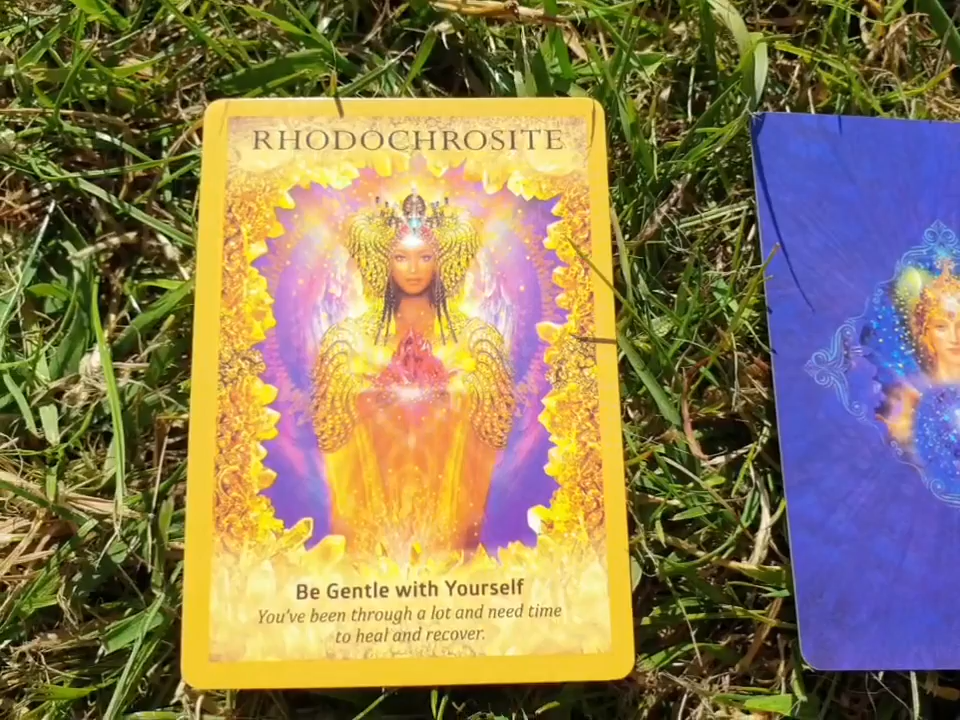 RHODOCHROSITE
Be Gentle with Yourself
You've been through a lot and need time
to heal and recover.